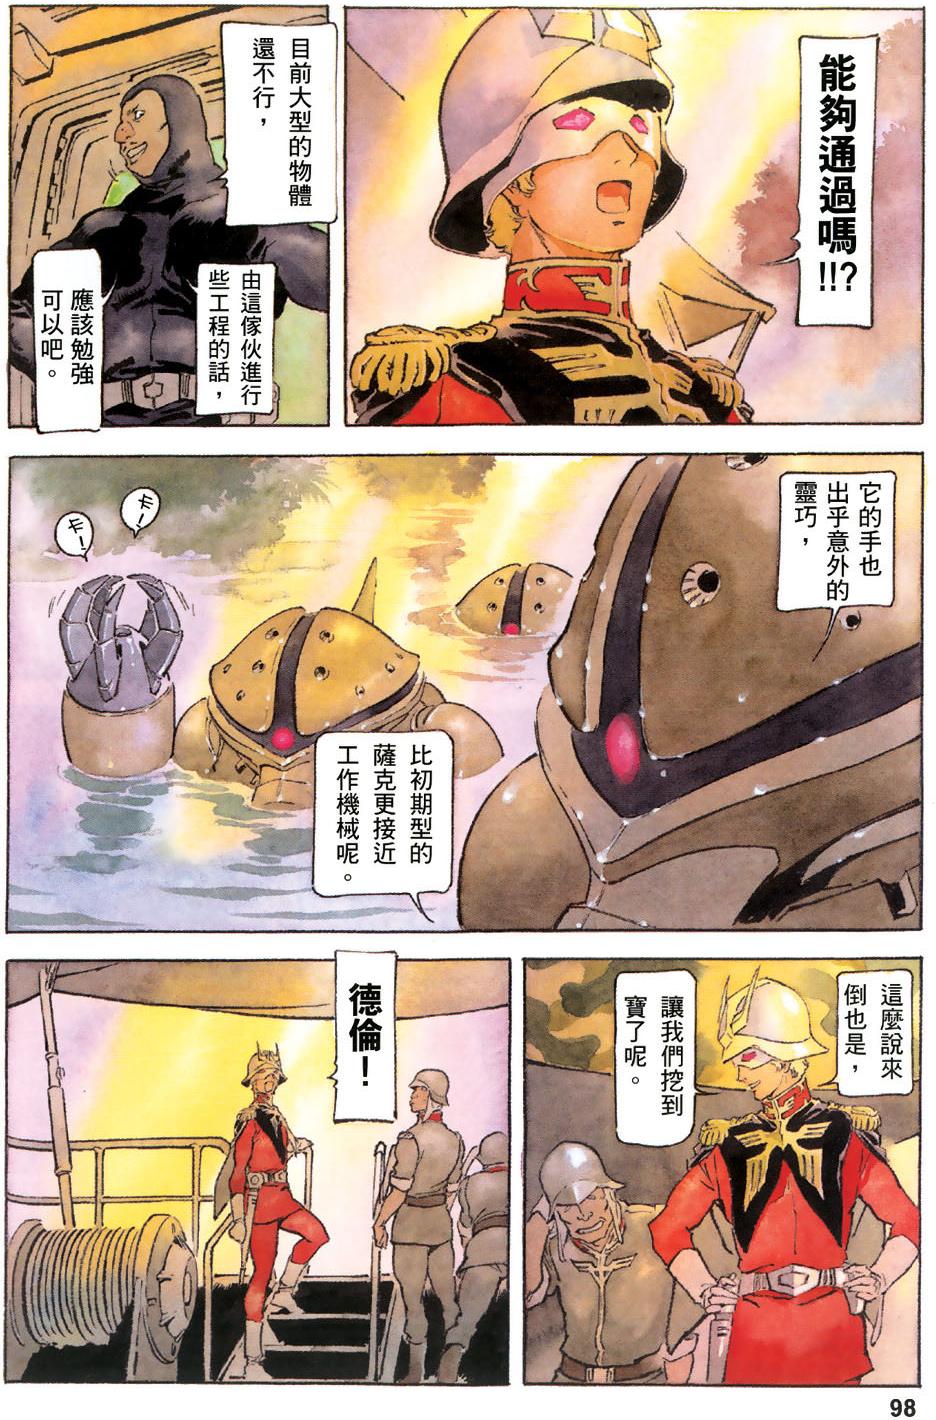 能夠通過嗎!!?
目前大型的物體
還不行，
由這傢伙進行
些工程的話，
應該勉強
可以吧。
它的手也
出乎意外的
靈巧，
卡！
卡！
比初期型的
薩克更接近
工作機械呢。
這麼說來
倒也是，
讓我們挖到
寶了呢。
德倫！
98